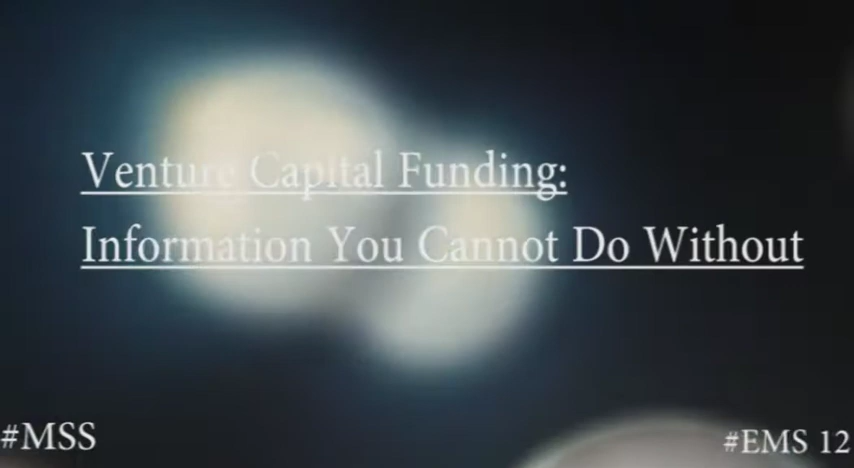 Venture Capital Funding:
Information You Cannot Do Without
#MSS
#EMS 12